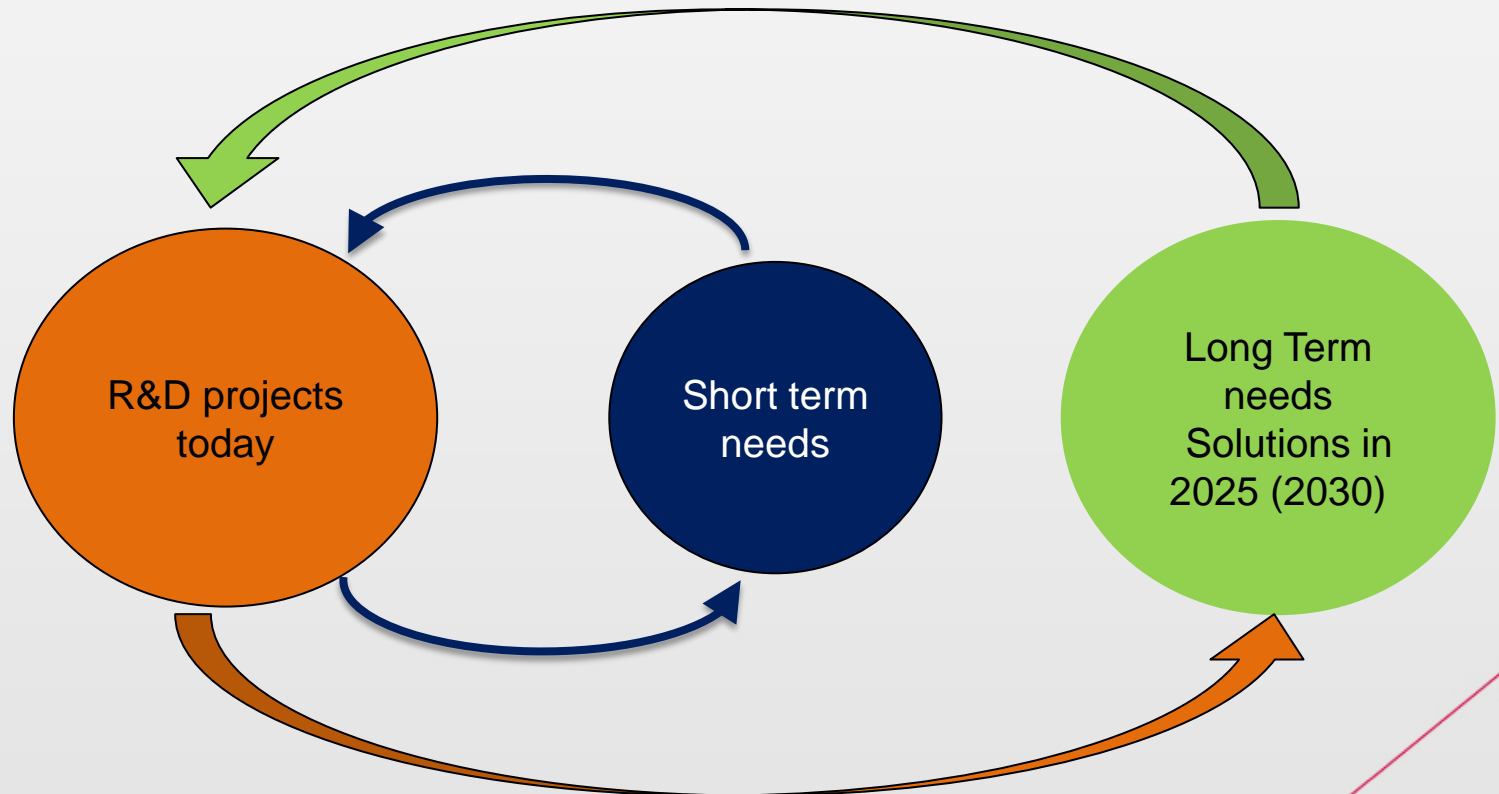 R&D projects
today
Short term
needs
Long Term
needs
Solutions in
2025 (2030)